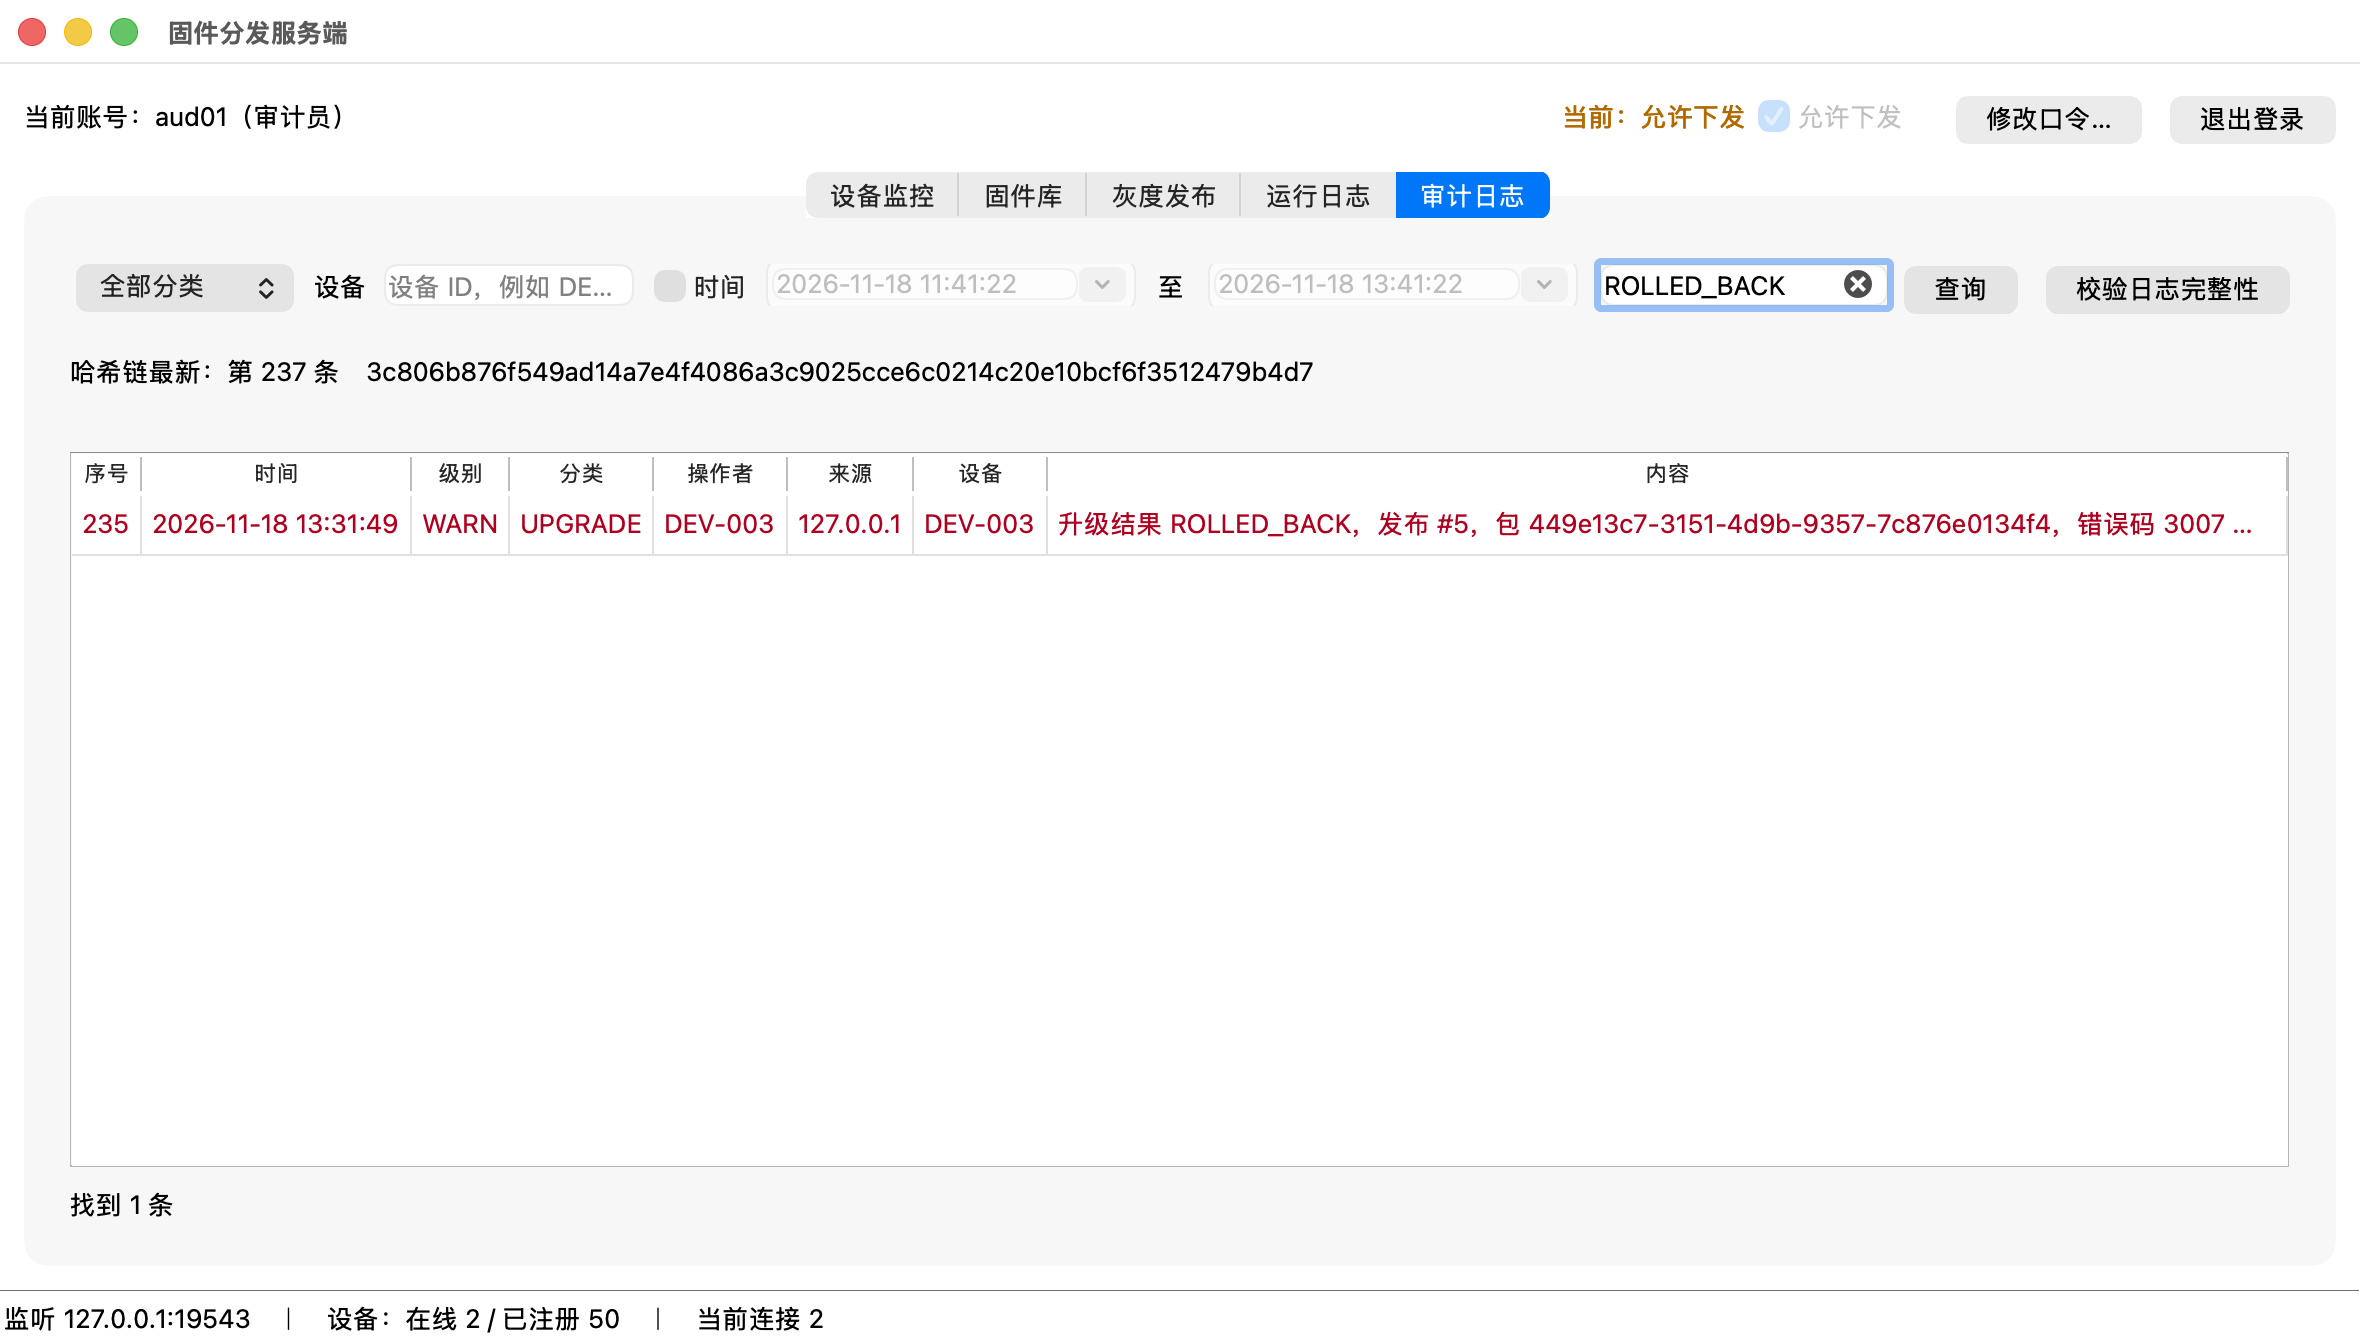 固件分发服务端
当前账号：aud01（审计员）
当前：允许下发 允许下发 修改口令... 退出登录
设备监控 固件库 灰度发布 运行日志 审计日志
全部分类 设备 设备 ID，例如 DE... 时间 2026-11-18 11:41:22 至 2026-11-18 13:41:22 ROLLED_BACK 查询 校验日志完整性
哈希链最新：第 237 条 3c806b876f549ad14a7e4f4086a3c9025cce6c0214c20e10bcf6f3512479b4d7
序号 时间 级别 分类 操作者 来源 设备 内容
235 2026-11-18 13:31:49 WARN UPGRADE DEV-003 127.0.0.1 DEV-003 升级结果 ROLLED_BACK，发布 #5，包 449e13c7-3151-4d9b-9357-7c876e0134f4，错误码 3007 ...
找到 1 条
监听 127.0.0.1:19543 | 设备：在线 2 / 已注册 50 | 当前连接 2